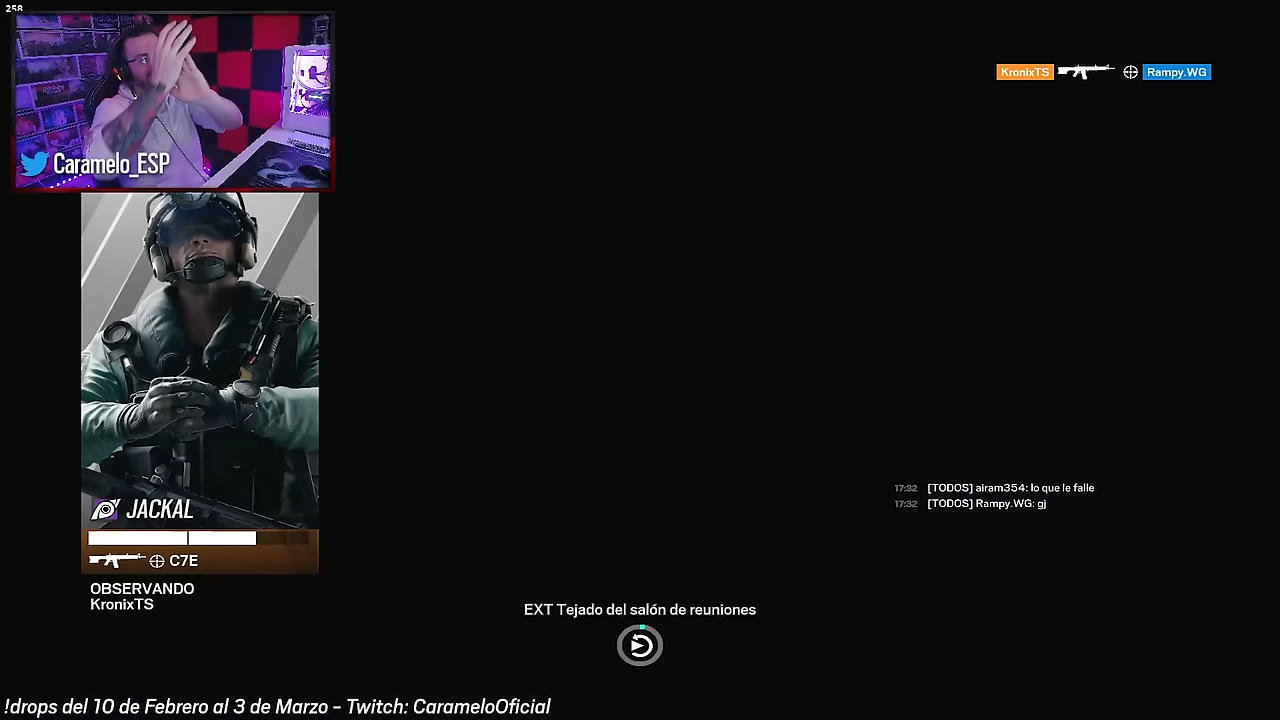 258
Caramelo_ESP
KronixTS Rampy.WG
JACKAL
C7E
OBSERVANDO
KronixTS
17:32 [TODOS] airam354: lo que le falle
17:32 [TODOS] Rampy.WG: gj
EXT Tejado del salón de reuniones
!drops del 10 de Febrero al 3 de Marzo - Twitch: CarameloOficial